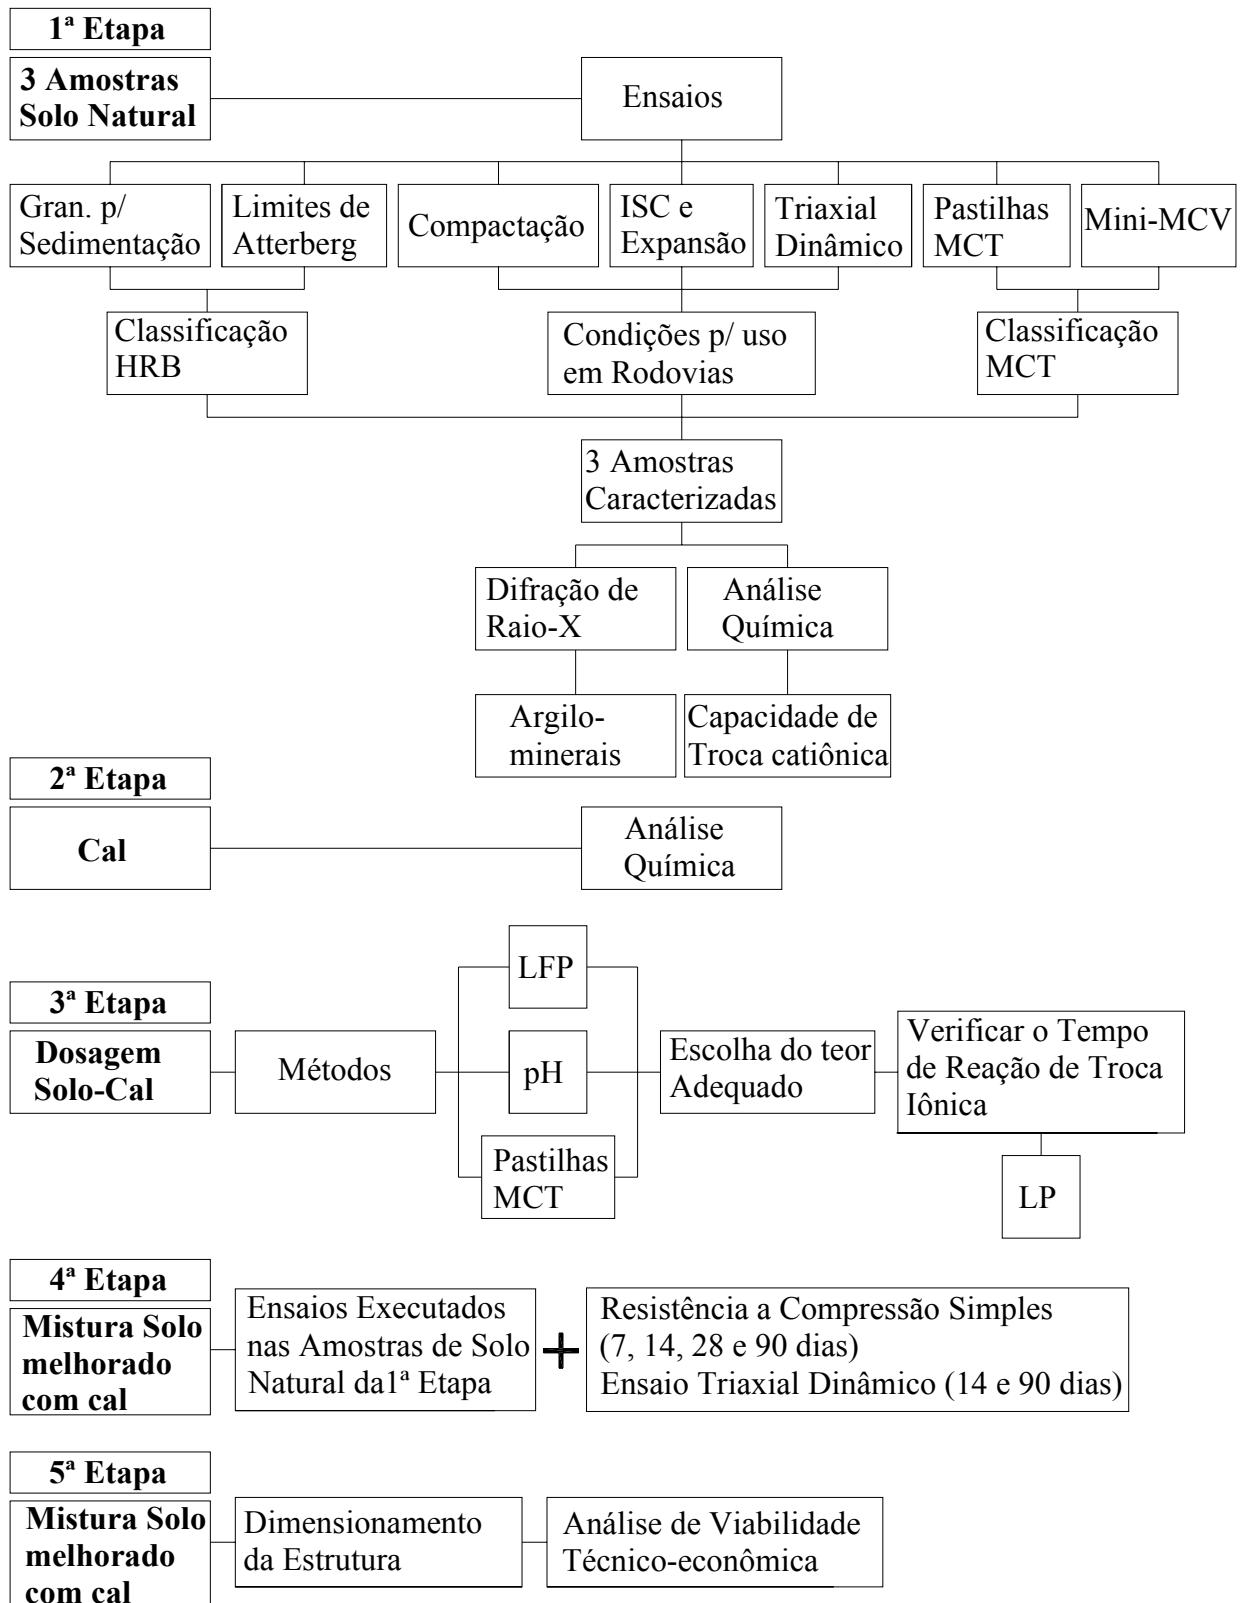 1ª Etapa
3 Amostras
Solo Natural
Ensaios
Gran. p/
Sedimentação
Limites de
Atterberg
Compactação
ISC e
Expansão
Triaxial
Dinâmico
Pastilhas
MCT
Mini-MCV
Classificação
HRB
Condições p/ uso
em Rodovias
Classificação
MCT
3 Amostras
Caracterizadas
Difração de
Raio-X
Análise
Química
Argilo-
minerais
Capacidade de
Troca catiônica
2ª Etapa
Cal
Análise
Química
3ª Etapa
Dosagem
Solo-Cal
Métodos
LFP
pH
Pastilhas
MCT
Escolha do teor
Adequado
Verificar o Tempo
de Reação de Troca
Iônica
LP
4ª Etapa
Mistura Solo
melhorado
com cal
Ensaios Executados
nas Amostras de Solo
Natural da1ª Etapa
+
Resistência a Compressão Simples
(7, 14, 28 e 90 dias)
Ensaio Triaxial Dinâmico (14 e 90 dias)
5ª Etapa
Mistura Solo
melhorado
com cal
Dimensionamento
da Estrutura
Análise de Viabilidade
Técnico-econômica